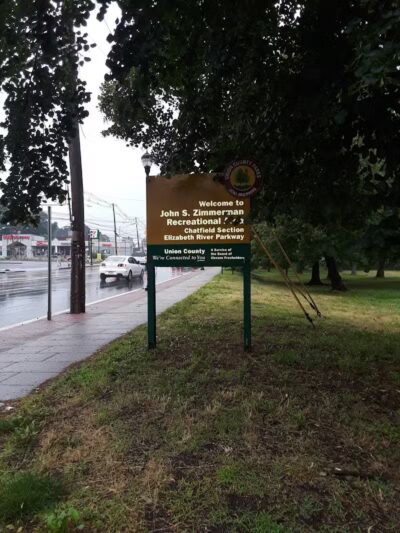 Welcome to
John S. Zimmerman
Recreational Area
Chatfield Section
Elizabeth River Parkway
Union County
We're Connected to You
A Service of
the Board of
Chosen Freeholders